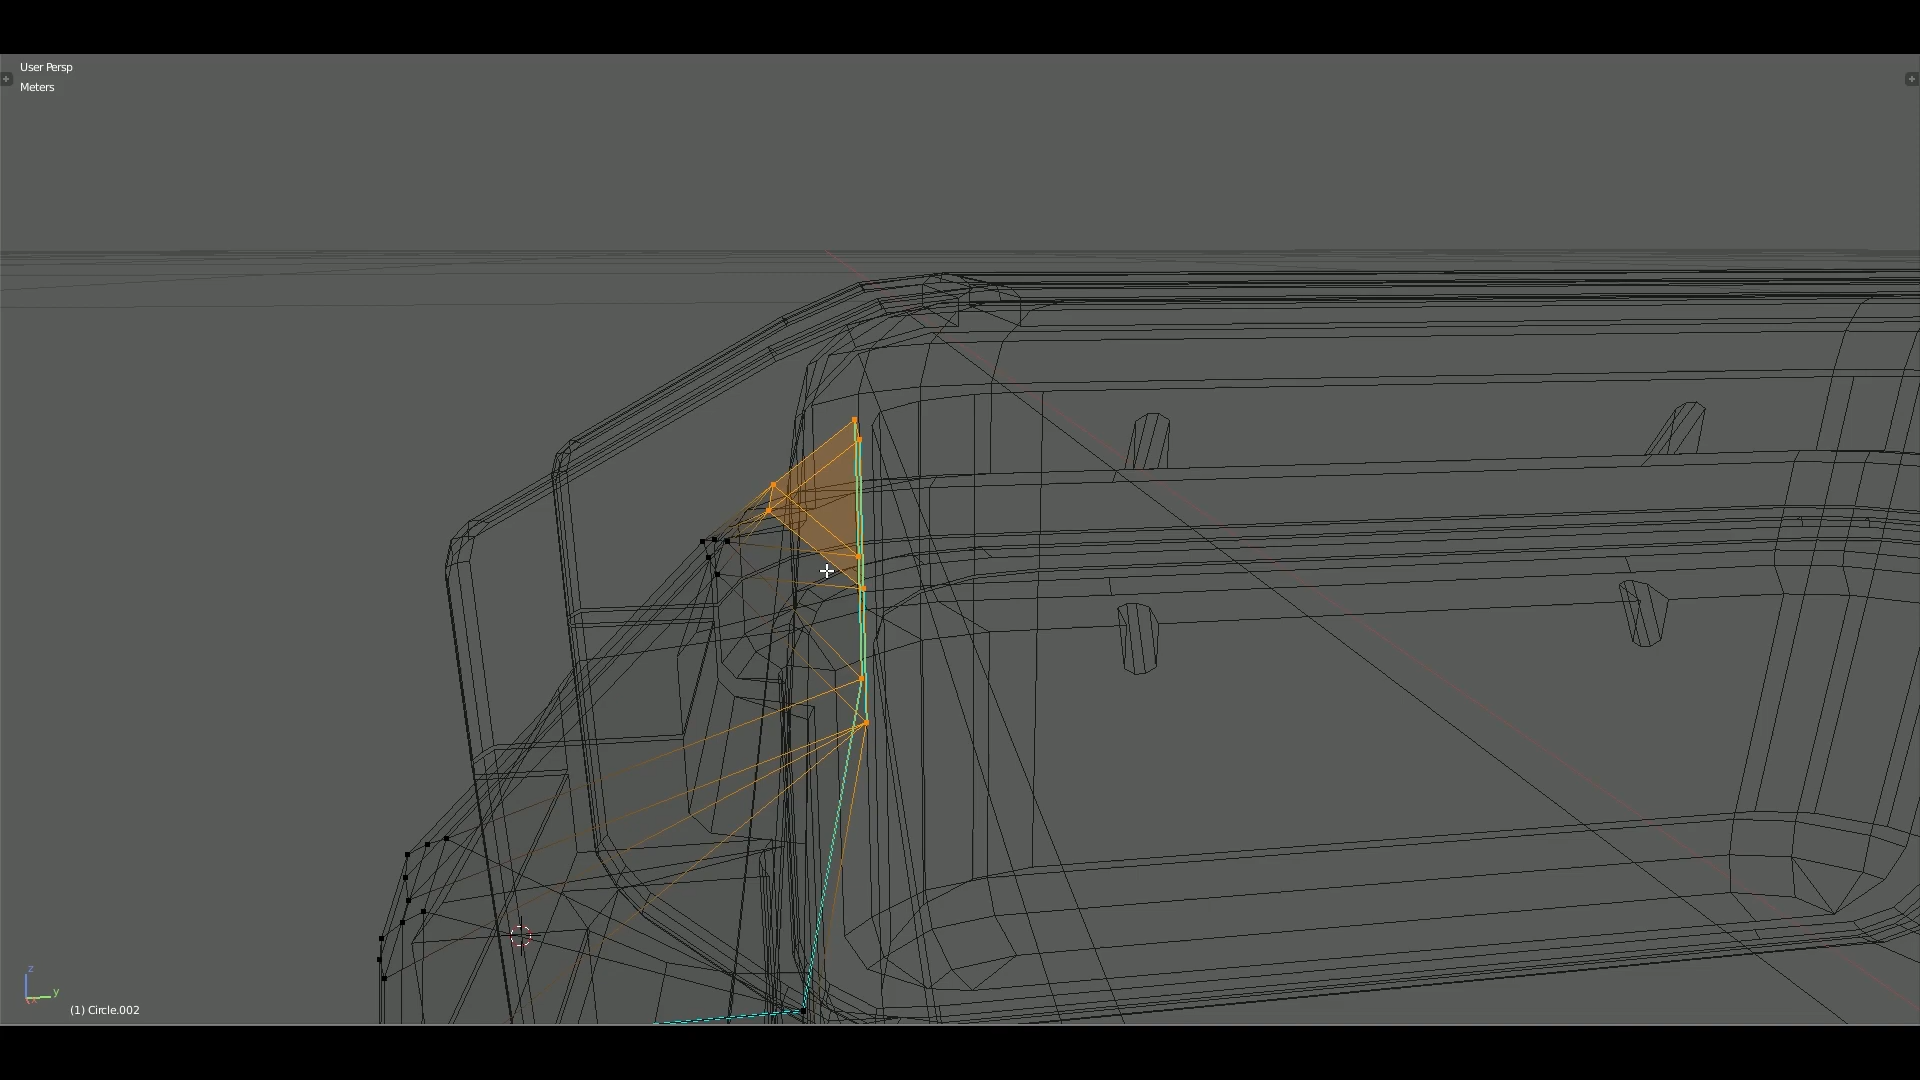 User Persp
Meters
z
y
(1) Circle.002